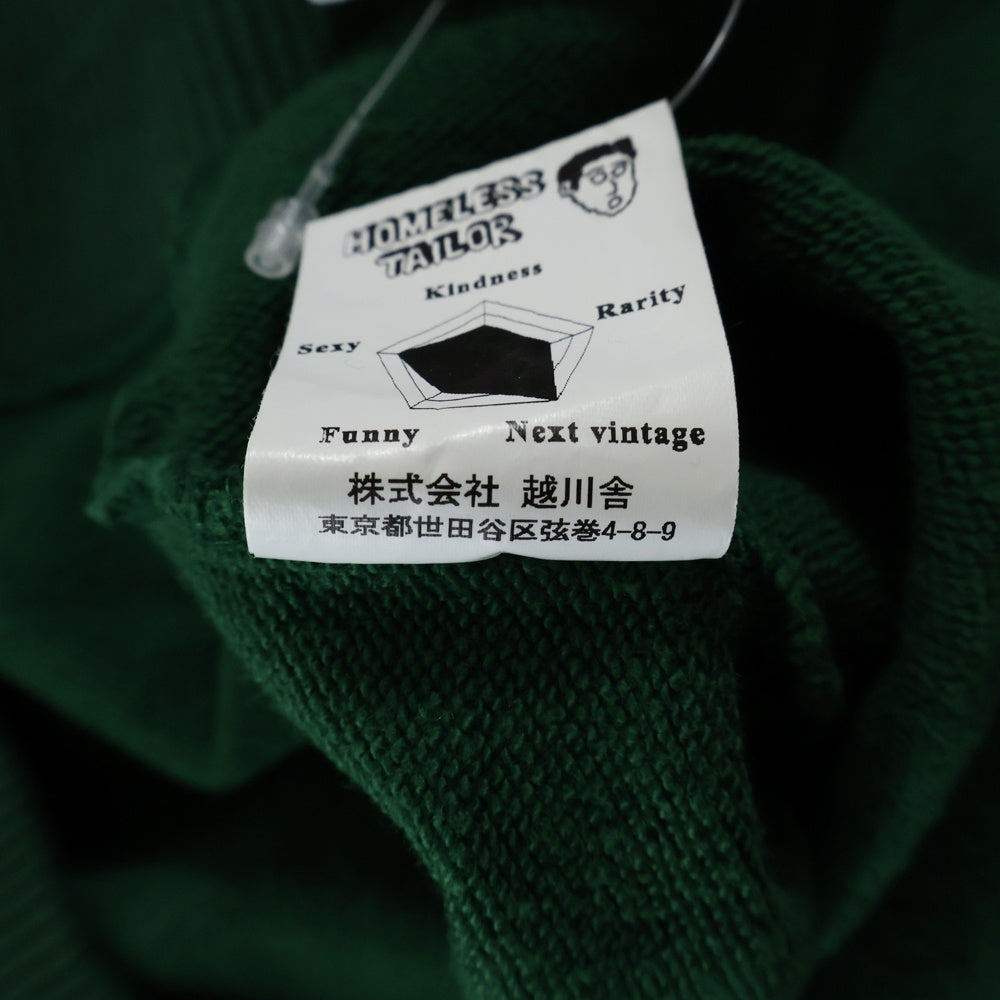 HOMELESS
TAILOR
Kindness
Rarity
Sexy
Funny
Next vintage
株式会社 越川舎
東京都世田谷区弦巻4-8-9